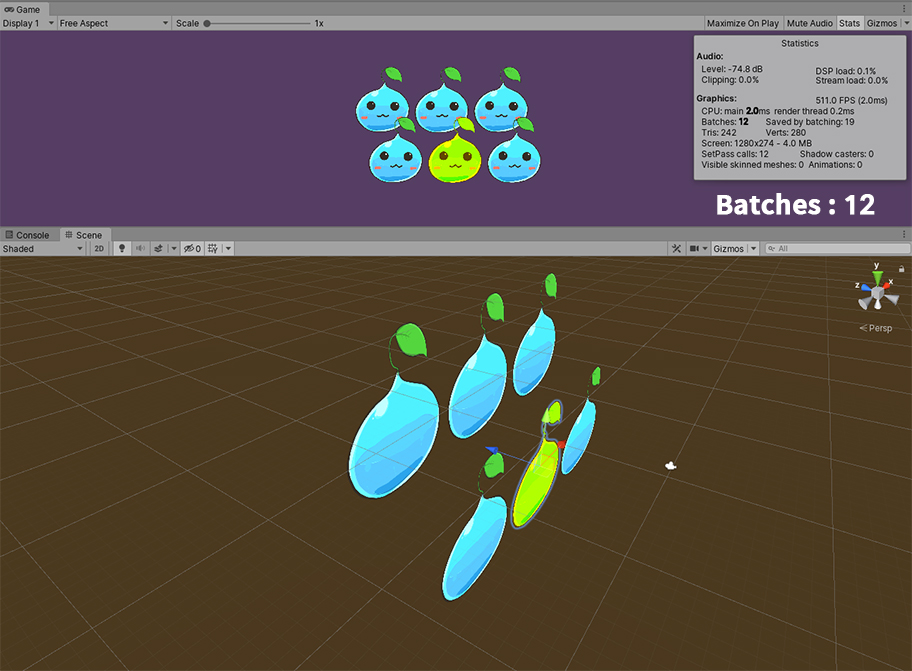 Game
Display 1 Free Aspect Scale 1x Maximize On Play Mute Audio Stats Gizmos
Statistics
Audio:
Level: -74.8 dB DSP load: 0.1%
Clipping: 0.0% Stream load: 0.0%
Graphics: 511.0 FPS (2.0ms)
CPU: main 2.0ms render thread 0.2ms
Batches: 12 Saved by batching: 19
Tris: 242 Verts: 280
Screen: 1280x274 - 4.0 MB
SetPass calls: 12 Shadow casters: 0
Visible skinned meshes: 0 Animations: 0
Batches : 12
Console Scene
Shaded 2D 0 Gizmos All
y
z x
Persp